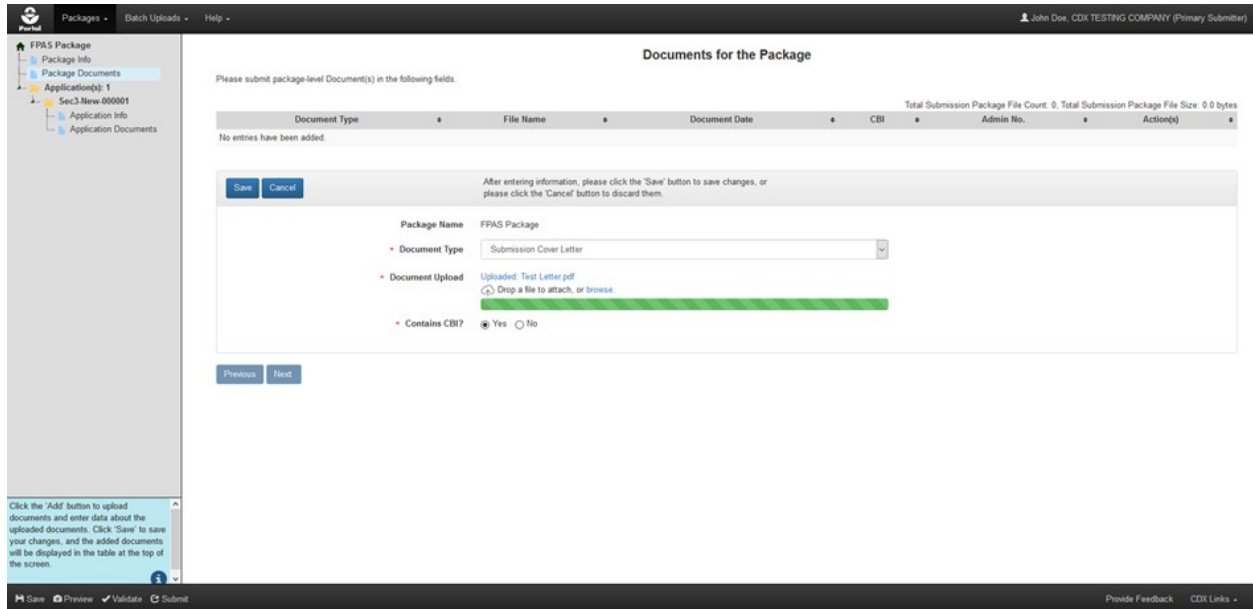 Portal
Packages
Batch Uploads
Help
John Doe, CDX TESTING COMPANY (Primary Submitter)
FPAS Package
Package Info
Package Documents
Application(s): 1
Sec3-New-000001
Application Info
Application Documents
Documents for the Package
Please submit package-level Document(s) in the following fields.
Total Submission Package File Count: 0, Total Submission Package File Size: 0.0 bytes
Document Type File Name Document Date CBI Admin No. Action(s)
No entries have been added.
Save Cancel
After entering information, please click the 'Save' button to save changes, or
please click the 'Cancel' button to discard them.
Package Name FPAS Package
* Document Type Submission Cover Letter
* Document Upload Uploaded: Test Letter.pdf
Drop a file to attach, or browse.
* Contains CBI? Yes No
Previous Next
Click the 'Add' button to upload
documents and enter data about the
uploaded documents. Click 'Save' to save
your changes, and the added documents
will be displayed in the table at the top of
the screen.
Save Preview Validate Submit
Provide Feedback CDX Links